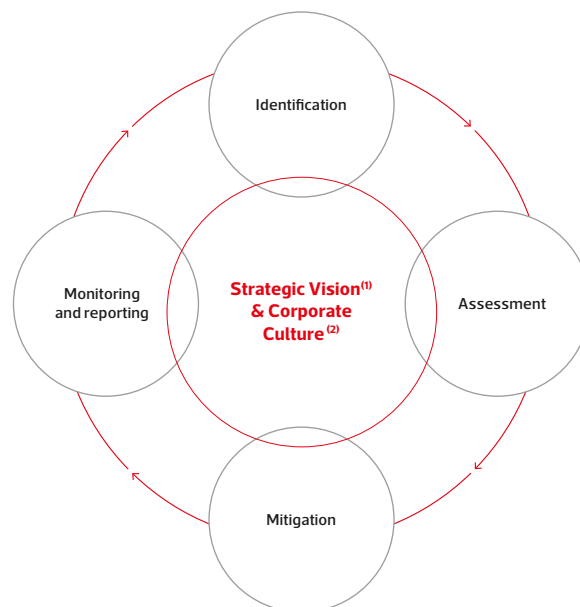 Identification
Strategic Vision(1)
& Corporate
Culture(2)
Monitoring
and reporting
Assessment
Mitigation